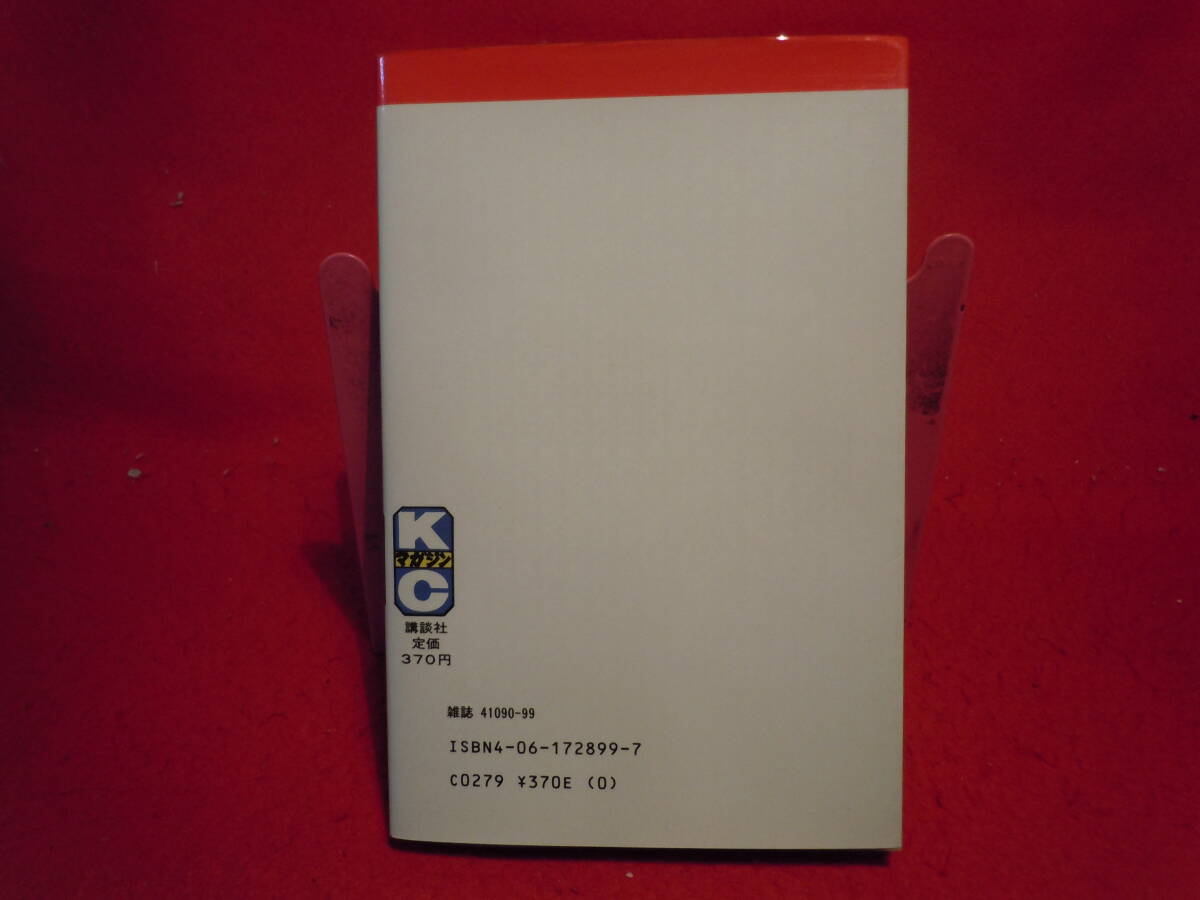 K
マガジン
C
講談社
定価
370円
雑誌 41090-99
ISBN4-06-172899-7
C0279 ¥370E (0)